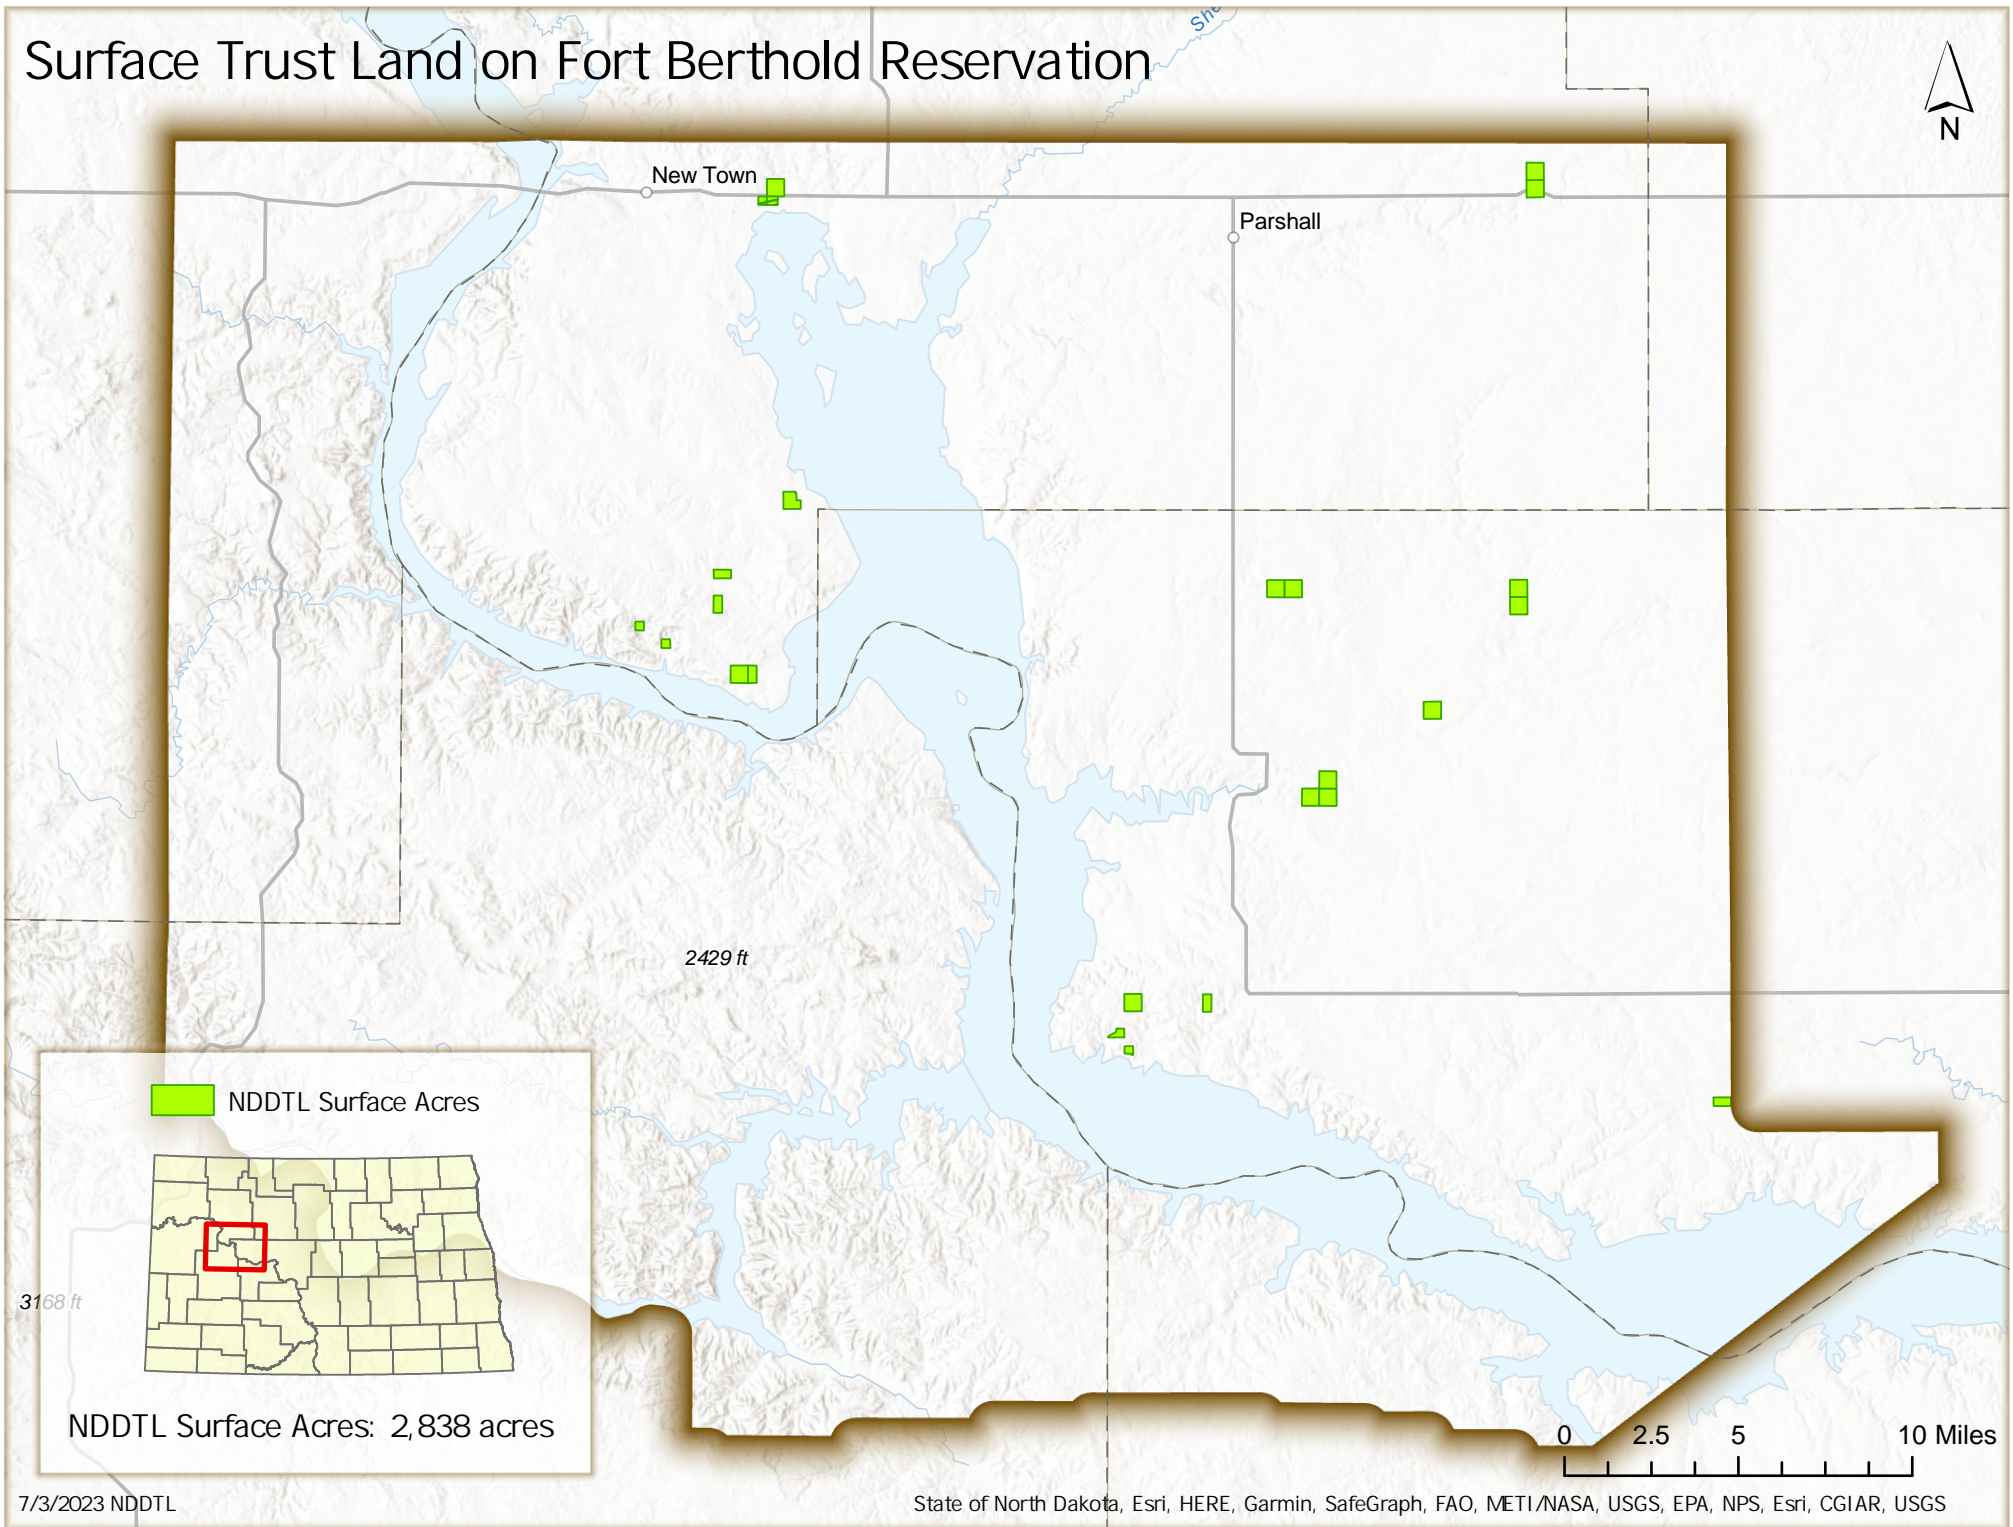 Surface Trust Land on Fort Berthold Reservation
N
New Town
Parshall
2429 ft
NDDTL Surface Acres
3168 ft
NDDTL Surface Acres: 2,838 acres
0 2.5 5 10 Miles
7/3/2023 NDDTL
State of North Dakota, Esri, HERE, Garmin, SafeGraph, FAO, METI/NASA, USGS, EPA, NPS, Esri, CGIAR, USGS